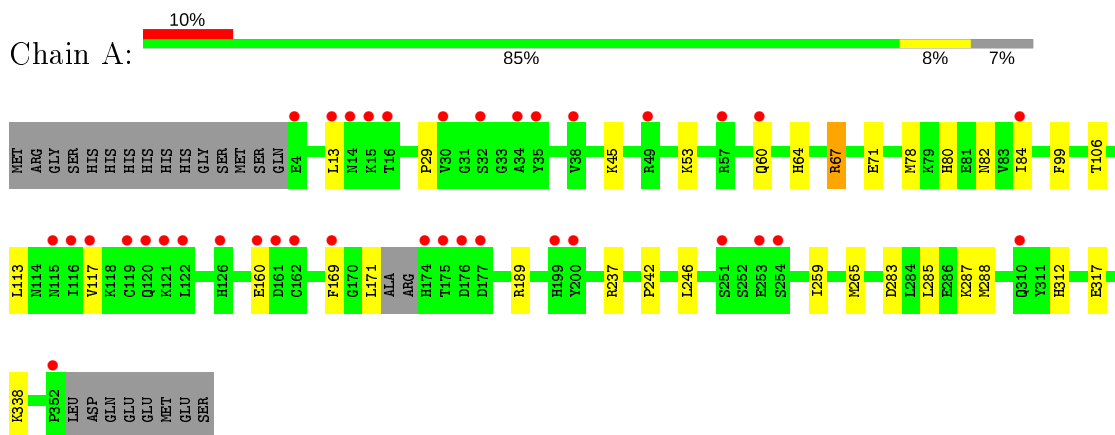 10%
Chain A:
85% 8% 7%
MET ARG GLY SER HIS HIS HIS HIS HIS HIS GLY SER MET SER GLN E4 L13 N14 K15 T16 P29 V30 G31 S32 G33 A34 Y35 V38 K45 R49 K53 R57 Q60 H64 R67 E71 M78 K79 H80 E81 N82 V83 I84 F99 T106
L113 N114 N115 I116 V117 K118 C119 Q120 K121 L122 H126 E160 D161 C162 F169 G170 L171 ALA ARG H174 T175 D176 D177 R189 H199 Y200 R237 P242 L246 S251 S252 E253 S254 I259 M265 D283 L284 L285 E286 K287 M288 Q310 Y311 H312 E317
K338 P352 LEU ASP GLN GLU GLU MET GLU SER